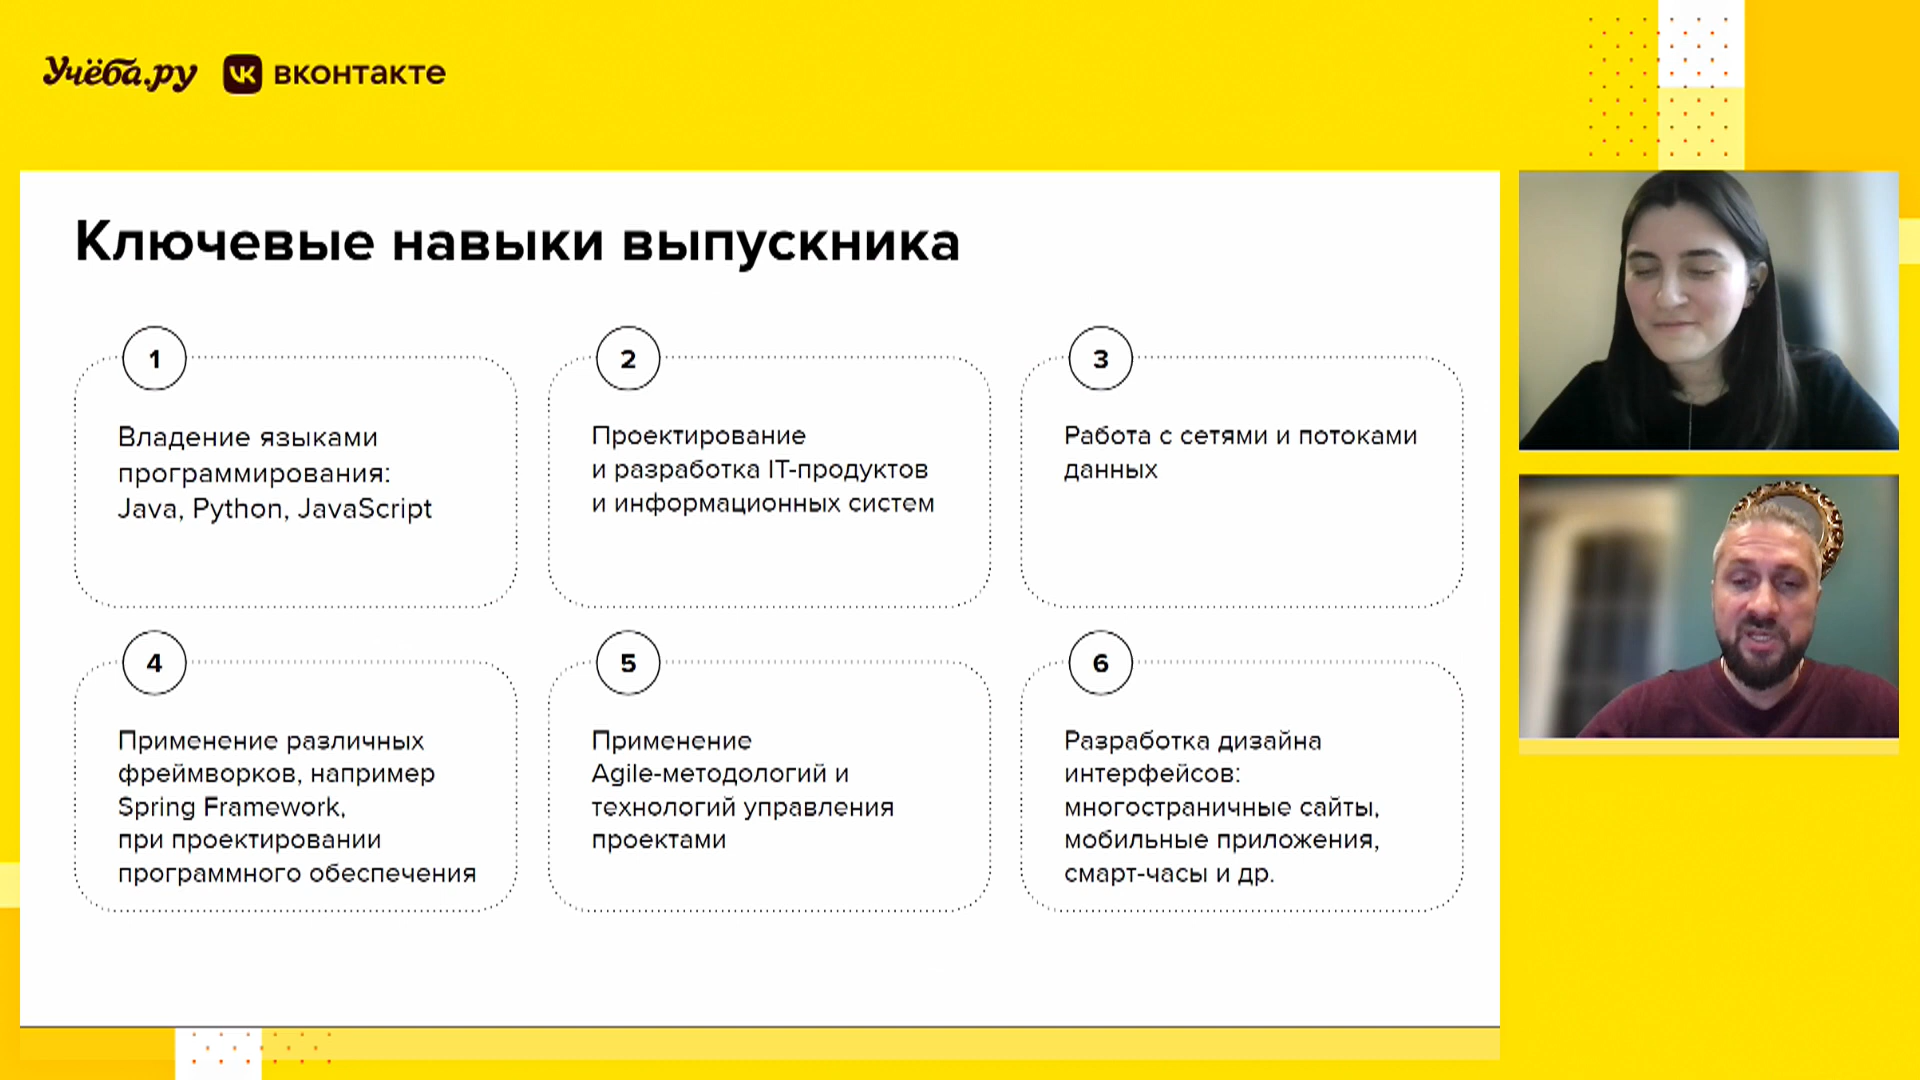 Учёба.ру вконтакте
Ключевые навыки выпускника
1
Владение языками
программирования:
Java, Python, JavaScript
2
Проектирование
и разработка IT-продуктов
и информационных систем
3
Работа с сетями и потоками
данных
4
Применение различных
фреймворков, например
Spring Framework,
при проектировании
программного обеспечения
5
Применение
Agile-методологий и
технологий управления
проектами
6
Разработка дизайна
интерфейсов:
многостраничные сайты,
мобильные приложения,
смарт-часы и др.